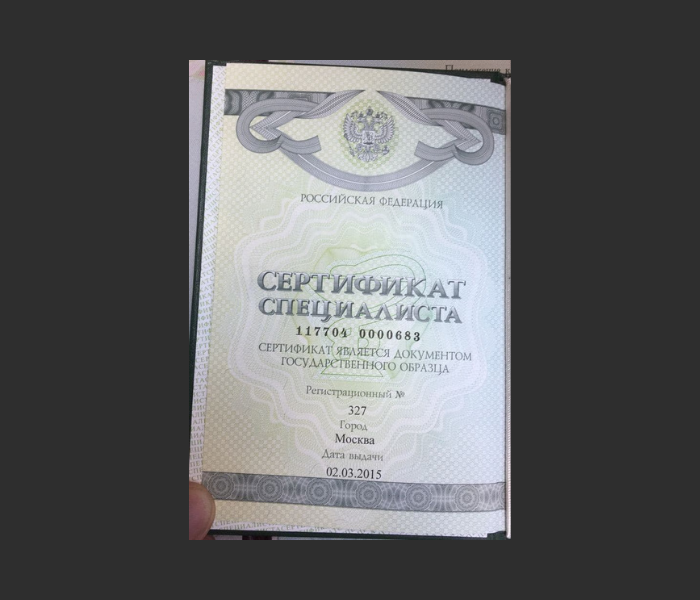 РОССИЙСКАЯ ФЕДЕРАЦИЯ
СЕРТИФИКАТ
СПЕЦИАЛИСТА
117704 0000683
СЕРТИФИКАТ ЯВЛЯЕТСЯ ДОКУМЕНТОМ
ГОСУДАРСТВЕННОГО ОБРАЗЦА
Регистрационный №
327
Город
Москва
Дата выдачи
02.03.2015